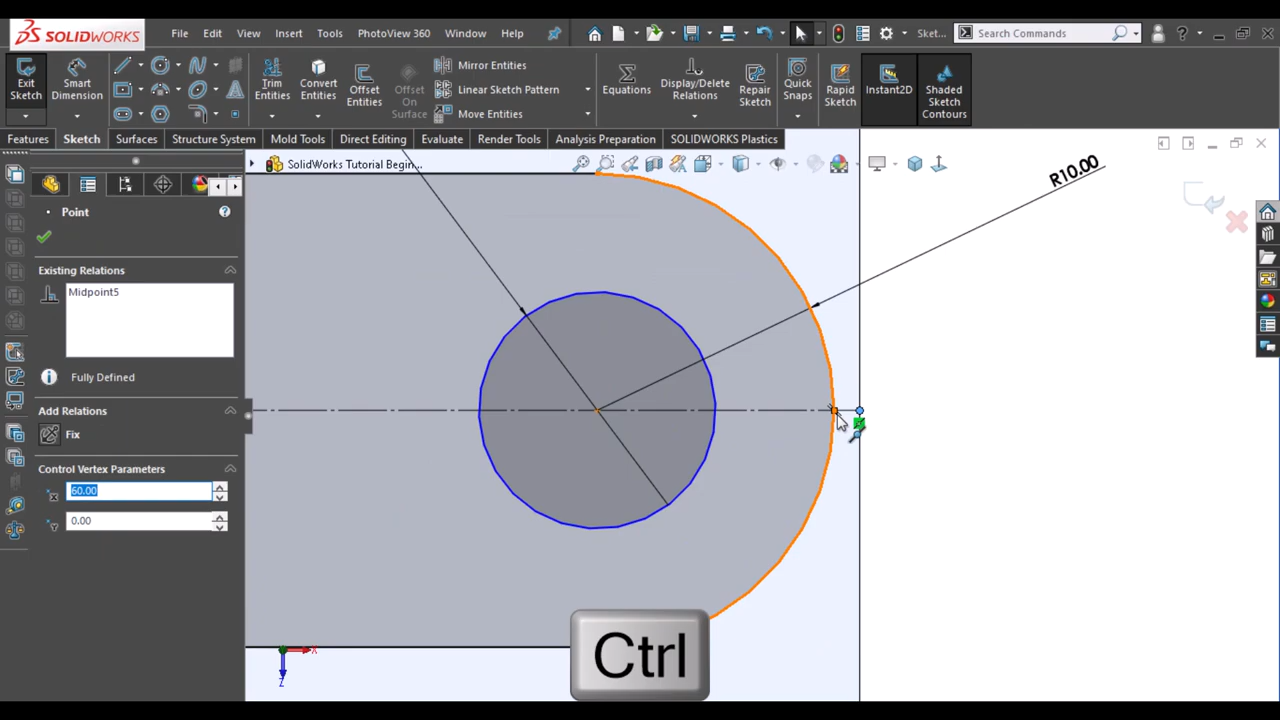 SOLIDWORKS
File Edit View Insert Tools PhotoView 360 Window Help Sket... Search Commands ?
Exit Sketch
Smart Dimension
Trim Entities
Convert Entities
Offset Entities
Offset On Surface
Mirror Entities
Linear Sketch Pattern
Move Entities
Equations
Display/Delete Relations
Repair Sketch
Quick Snaps
Rapid Sketch
Instant2D
Shaded Sketch Contours
Features Sketch Surfaces Structure System Mold Tools Direct Editing Evaluate Render Tools Analysis Preparation SOLIDWORKS Plastics
SolidWorks Tutorial Begin...
R10.00
Point ?
Existing Relations
Midpoint5
Fully Defined
Add Relations
Fix
Control Vertex Parameters
60.00
0.00
X
Z
Ctrl